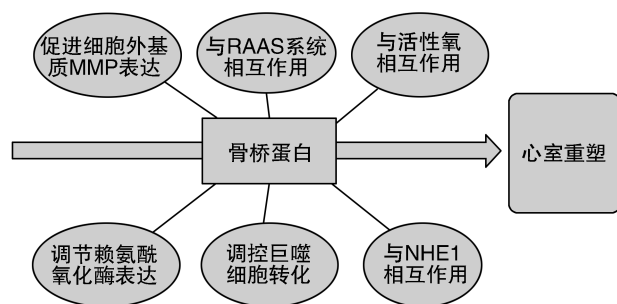 促进细胞外基
质MMP表达
与RAAS系统
相互作用
与活性氧
相互作用
骨桥蛋白
心室重塑
调节赖氨酰
氧化酶表达
调控巨噬
细胞转化
与NHE1
相互作用